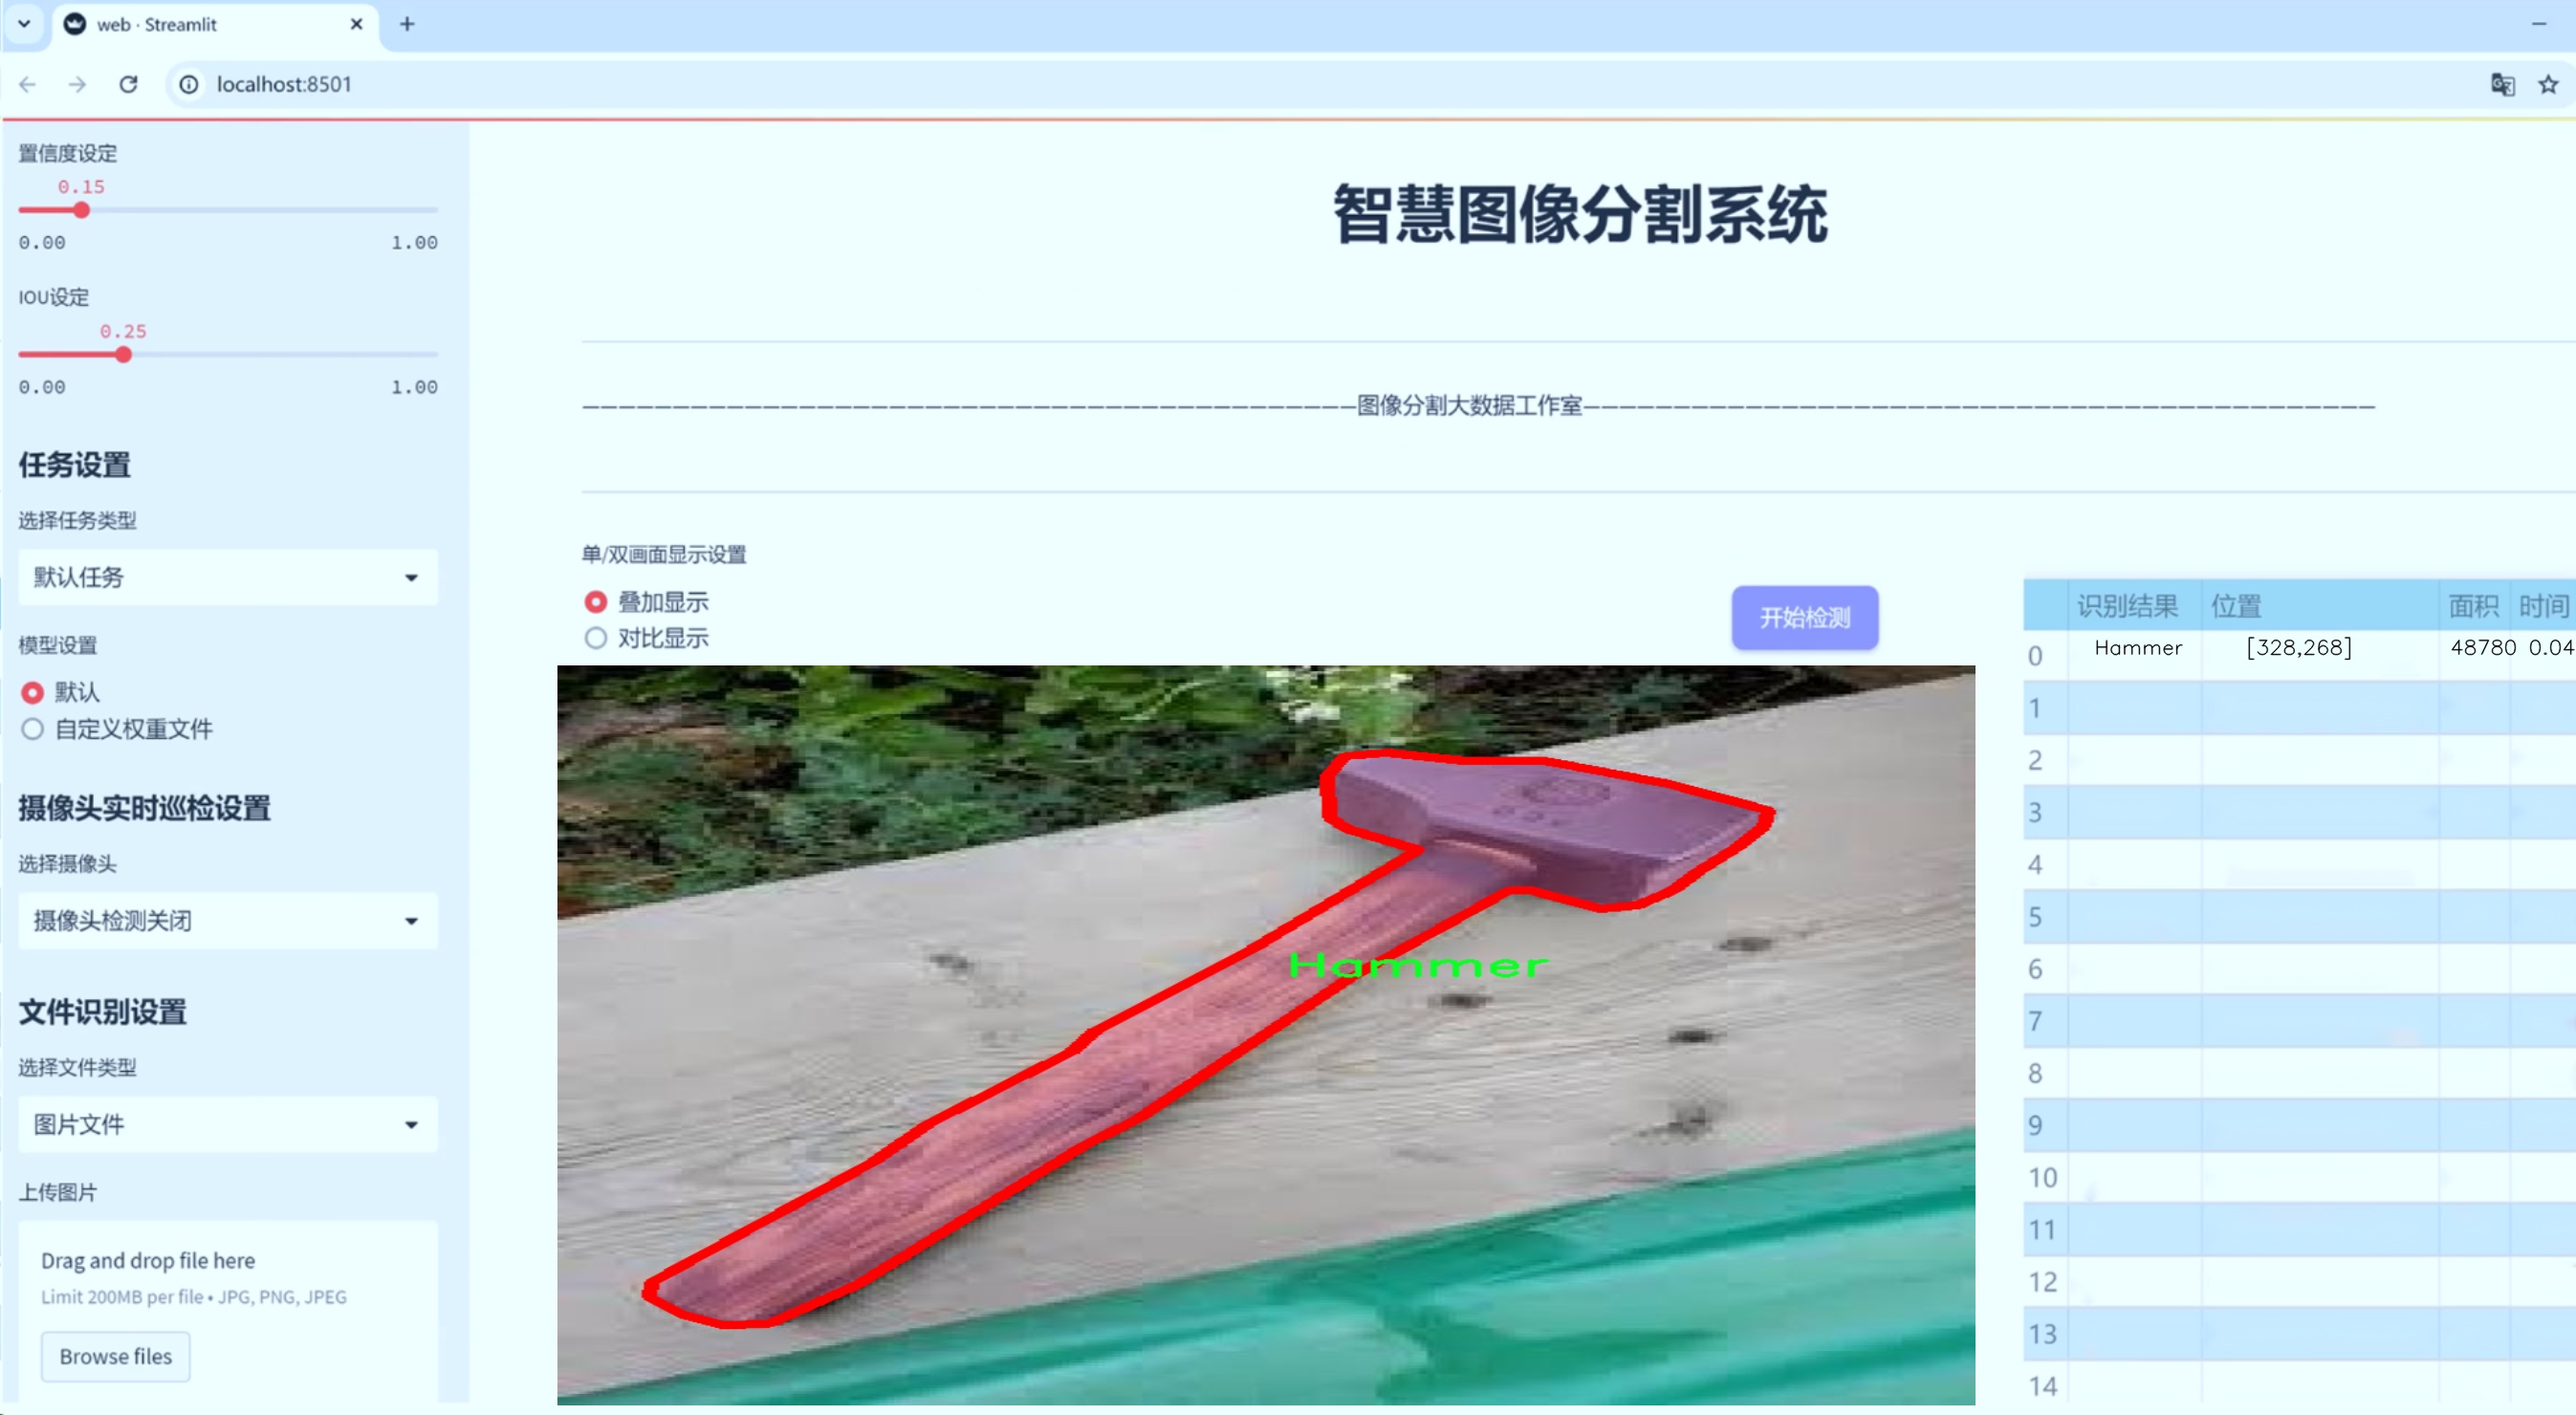 web · Streamlit
localhost:8501
置信度设定
0.15
0.00 1.00
IOU设定
0.25
0.00 1.00
任务设置
选择任务类型
默认任务
模型设置
默认
自定义权重文件
摄像头实时巡检设置
选择摄像头
摄像头检测关闭
文件识别设置
选择文件类型
图片文件
上传图片
Drag and drop file here
Limit 200MB per file • JPG, PNG, JPEG
Browse files
智慧图像分割系统
图像分割大数据工作室
单/双画面显示设置
叠加显示
对比显示
开始检测
Hammer
识别结果 位置 面积 时间
0 Hammer [328,268] 48780 0.04
1
2
3
4
5
6
7
8
9
10
11
12
13
14